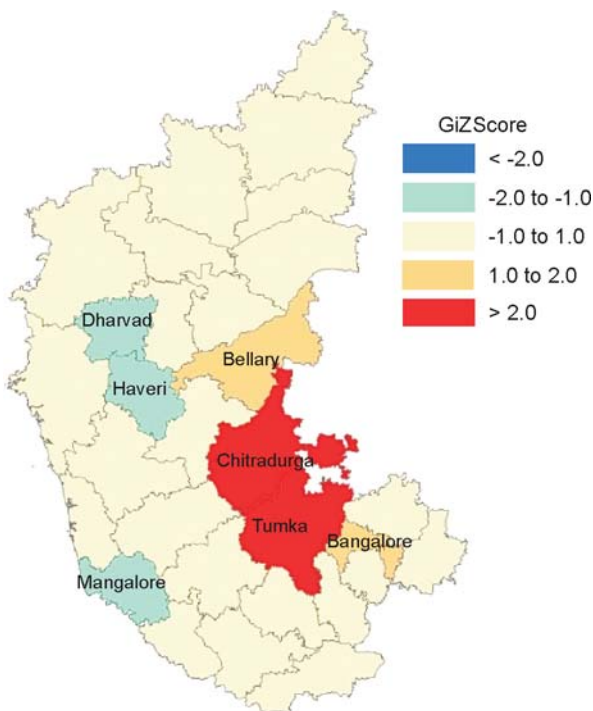 GiZScore
< -2.0
-2.0 to -1.0
-1.0 to 1.0
1.0 to 2.0
> 2.0
Dharvad
Bellary
Haveri
Chitradurga
Tumka
Bangalore
Mangalore